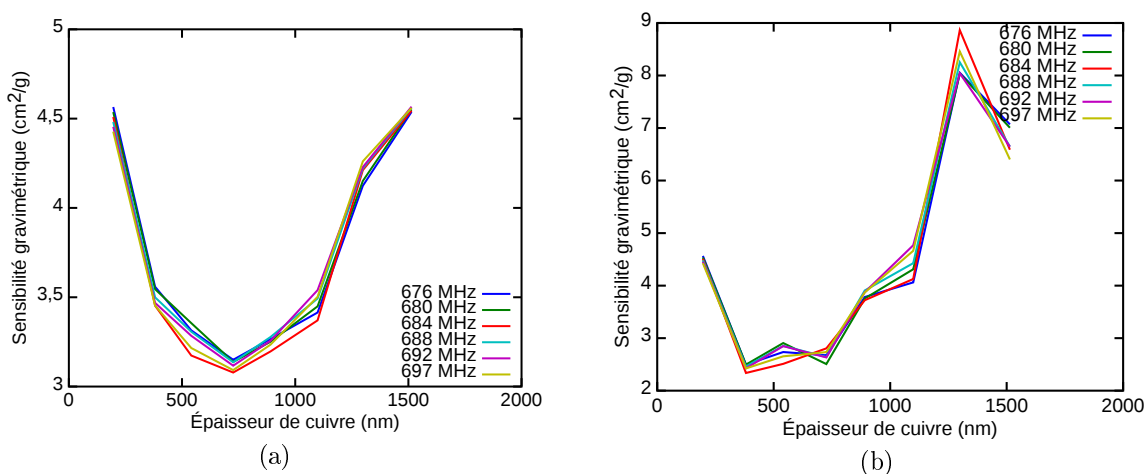 5
4.5
4
3.5
3
0 500 1000 1500 2000
Sensibilité gravimétrique (cm²/g)
Épaisseur de cuivre (nm)
676 MHz
680 MHz
684 MHz
688 MHz
692 MHz
697 MHz
(a)
9
8
7
6
5
4
3
2
0 500 1000 1500 2000
Sensibilité gravimétrique (cm²/g)
Épaisseur de cuivre (nm)
676 MHz
680 MHz
684 MHz
688 MHz
692 MHz
697 MHz
(b)